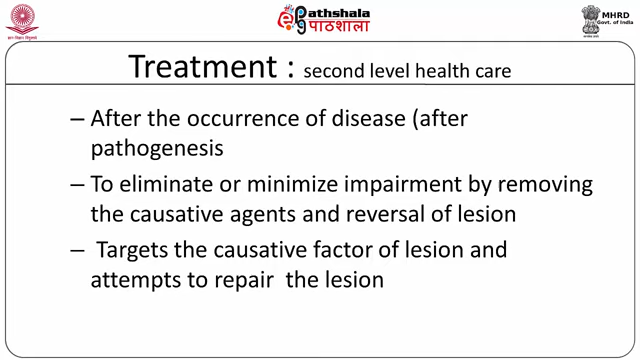 Pathshala
पाठशाला
MHRD
Govt. of India
Treatment : second level health care
– After the occurrence of disease (after
pathogenesis
– To eliminate or minimize impairment by removing
the causative agents and reversal of lesion
– Targets the causative factor of lesion and
attempts to repair the lesion